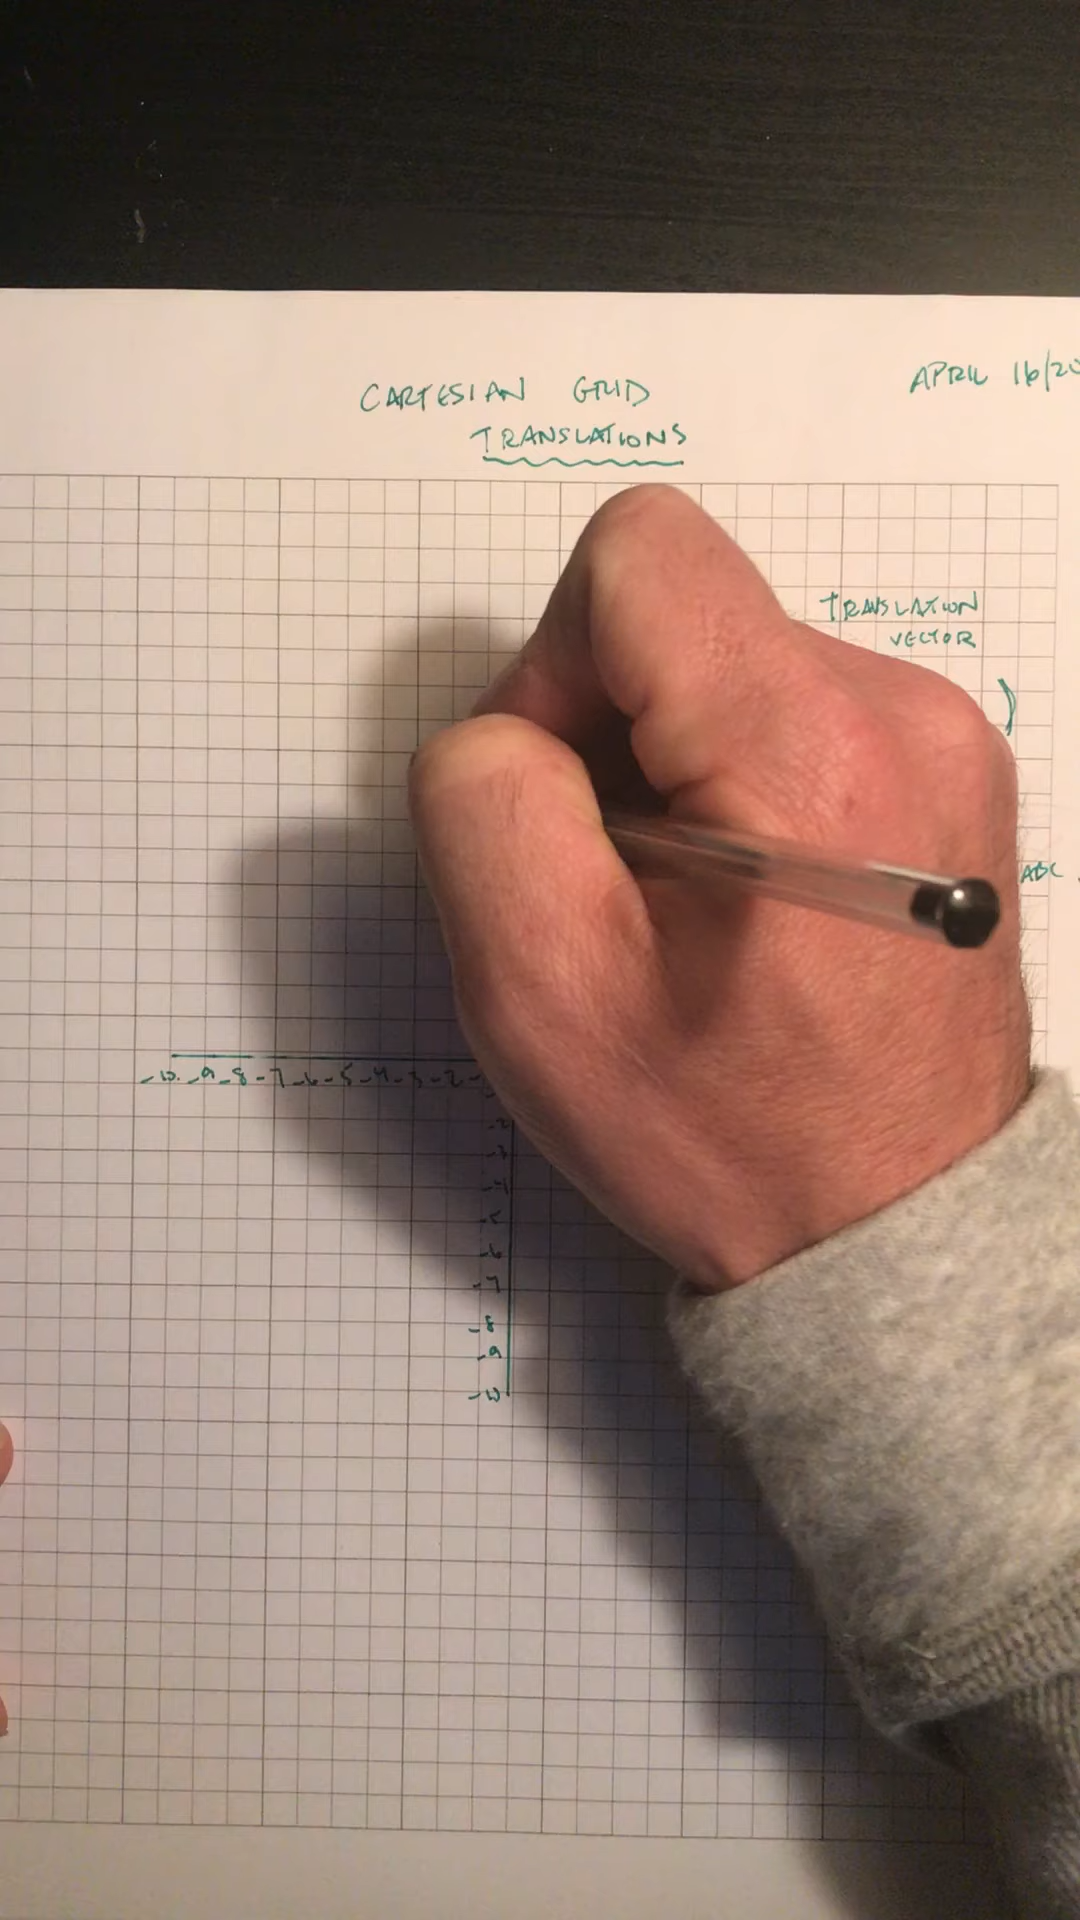 CARTESIAN GRID
TRANSLATIONS
APRIL 16/20
TRANSLATION
VECTOR
)
ABC
-10 -9 -8 -7 -6 -5 -4 -3 -2 -
-2
-3
-4
-5
-6
-7
-8
-9
-10